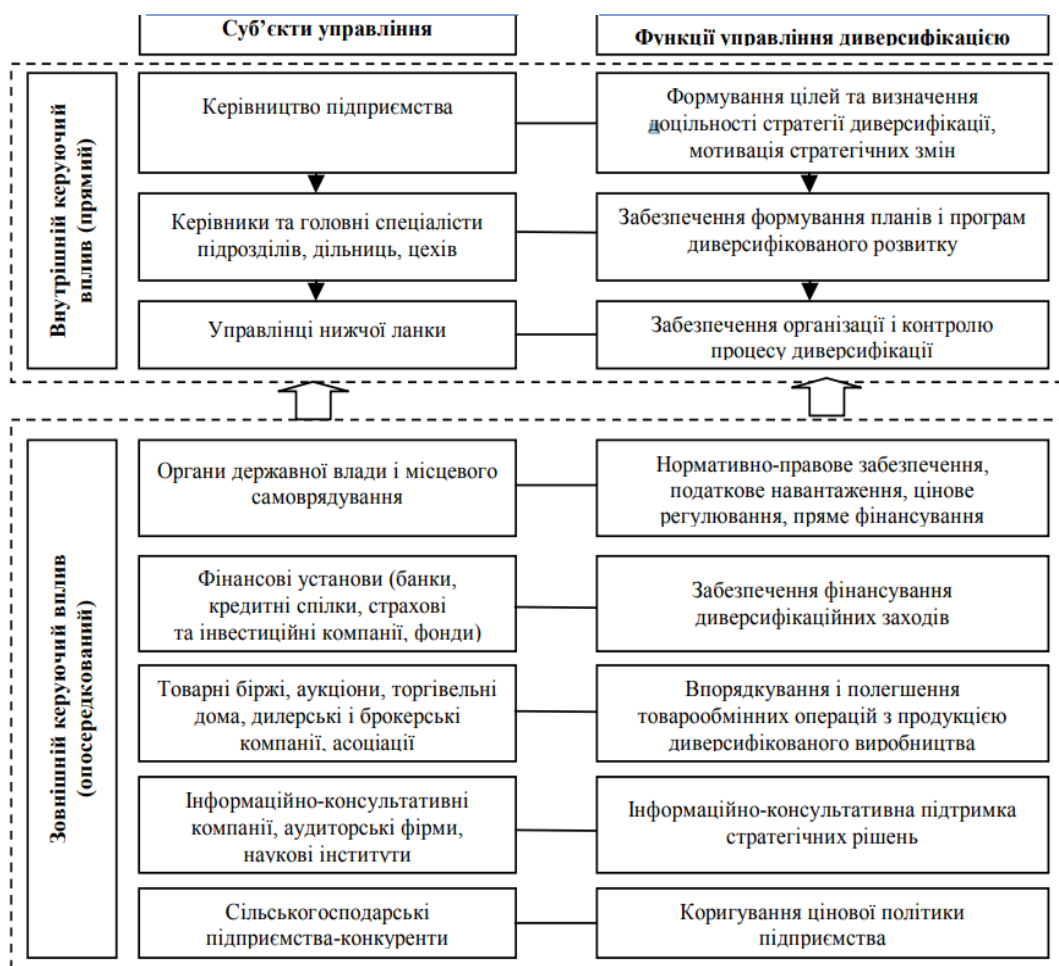 Суб’єкти управління
Функції управління диверсифікацією
Внутрішній керуючий
вплив (прямий)
Керівництво підприємства
Формування цілей та визначення
доцільності стратегії диверсифікації,
мотивація стратегічних змін
Керівники та головні спеціалісти
підрозділів, дільниць, цехів
Забезпечення формування планів і програм
диверсифікованого розвитку
Управлінці нижчої ланки
Забезпечення організації і контролю
процесу диверсифікації
Зовнішній керуючий вплив
(опосередкований)
Органи державної влади і місцевого
самоврядування
Нормативно-правове забезпечення,
податкове навантаження, цінове
регулювання, пряме фінансування
Фінансові установи (банки,
кредитні спілки, страхові
та інвестиційні компанії, фонди)
Забезпечення фінансування
диверсифікаційних заходів
Товарні біржі, аукціони, торгівельні
дома, дилерські і брокерські
компанії, асоціації
Впорядкування і полегшення
товарообмінних операцій з продукцією
диверсифікованого виробництва
Інформаційно-консультативні
компанії, аудиторські фірми,
наукові інститути
Інформаційно-консультативна підтримка
стратегічних рішень
Сільськогосподарські
підприємства-конкуренти
Коригування цінової політики
підприємства